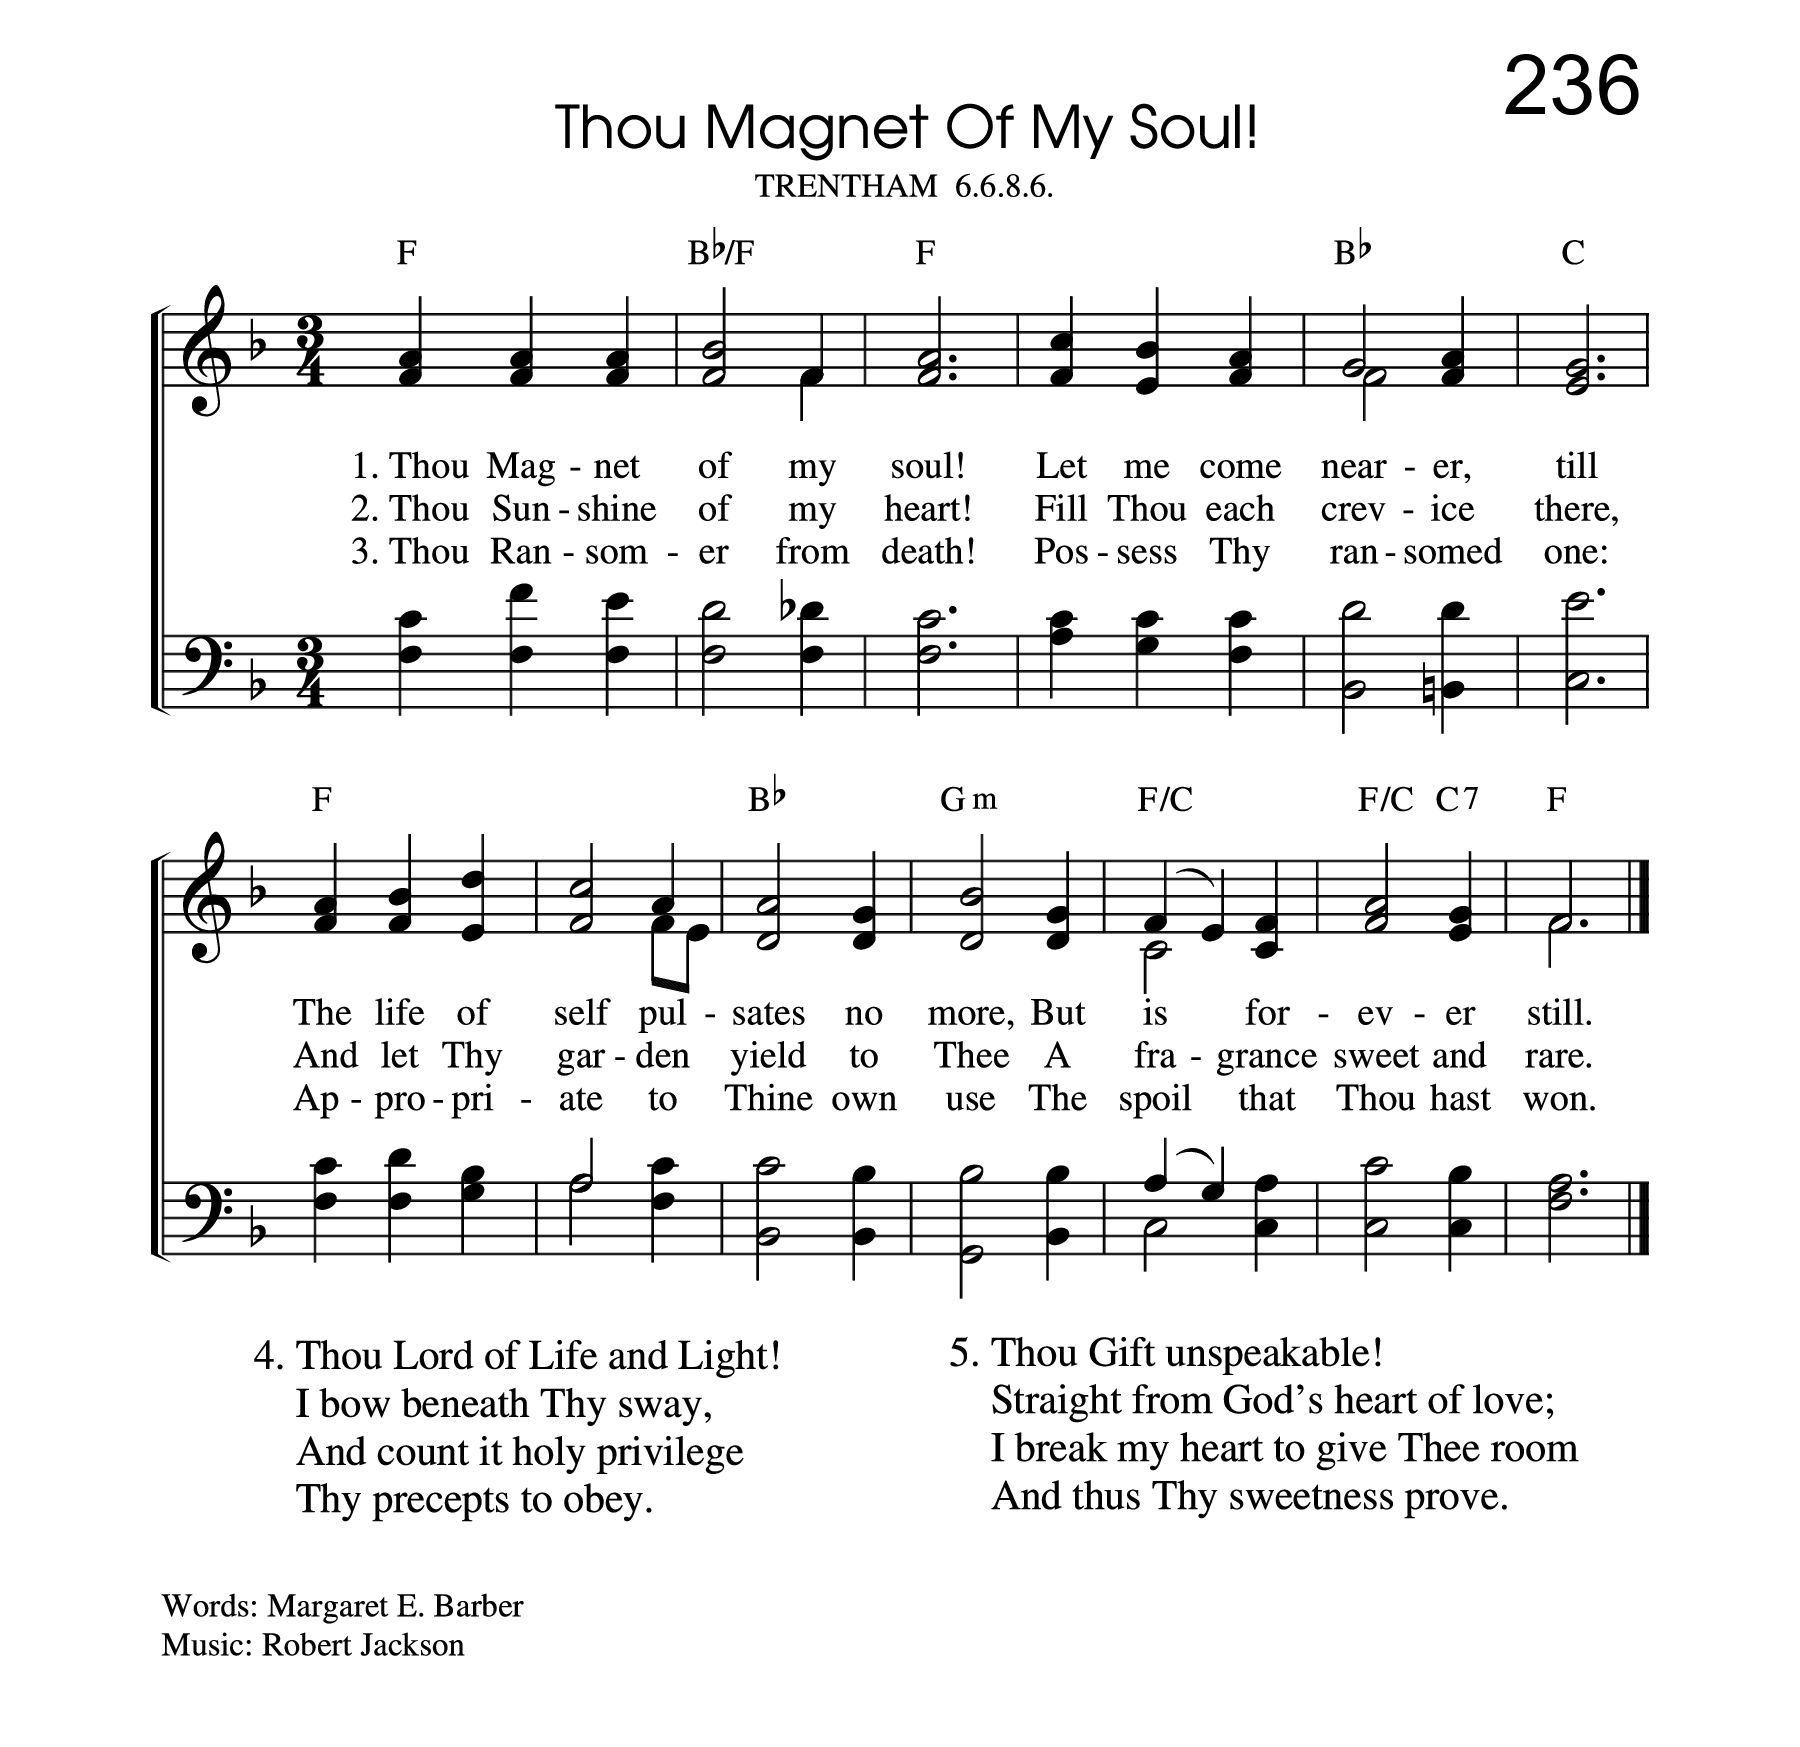 236
Thou Magnet Of My Soul!
TRENTHAM 6.6.8.6.
F B♭/F F B♭ C
3 4
1. Thou Mag - net of my soul! Let me come near - er, till
2. Thou Sun - shine of my heart! Fill Thou each crev - ice there,
3. Thou Ran - som - er from death! Pos - sess Thy ran - somed one:
3 4
F B♭ G m F/C F/C C 7 F
The life of self pul - sates no more, But is for - ev - er still.
And let Thy gar - den yield to Thee A fra - grance sweet and rare.
Ap - pro - pri - ate to Thine own use The spoil that Thou hast won.
4. Thou Lord of Life and Light!
I bow beneath Thy sway,
And count it holy privilege
Thy precepts to obey.
5. Thou Gift unspeakable!
Straight from God’s heart of love;
I break my heart to give Thee room
And thus Thy sweetness prove.
Words: Margaret E. Barber
Music: Robert Jackson